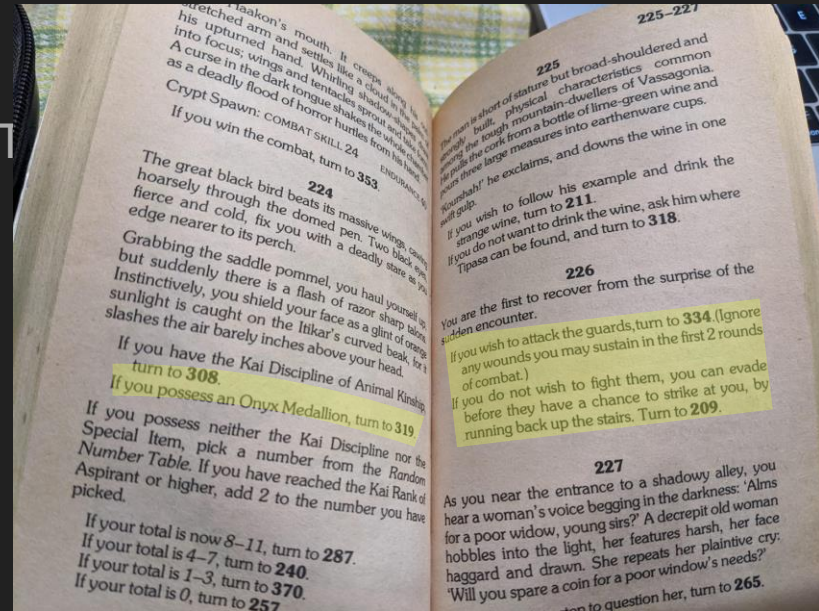 Haakon's mouth. It creeps along his
stretched arm and settles like a cloud in the
his upturned hand. Whirling shadow-
into focus; wings and tentacles sprout and take
A curse in the dark tongue shakes the whole chamber
as a deadly flood of horror hurtles from his hand.
Crypt Spawn: COMBAT SKILL 24 ENDURANCE
If you win the combat, turn to 353.
224
The great black bird beats its massive wings, cawing
hoarsely through the domed pen. Two black eyes,
fierce and cold, fix you with a deadly stare as you
edge nearer to its perch.
Grabbing the saddle pommel, you haul yourself up,
but suddenly there is a flash of razor sharp talons.
Instinctively, you shield your face as a glint of orange
sunlight is caught on the Itikar's curved beak, for it
slashes the air barely inches above your head.
If you have the Kai Discipline of Animal Kinship,
turn to 308.
If you possess an Onyx Medallion, turn to 319.
If you possess neither the Kai Discipline nor the
Special Item, pick a number from the Random
Number Table. If you have reached the Kai Rank of
Aspirant or higher, add 2 to the number you have
picked.
If your total is now 8–11, turn to 287.
If your total is 4–7, turn to 240.
If your total is 1–3, turn to 370.
If your total is 0, turn to 257
225–227
225
The man is short of stature but broad-shouldered and
strongly built, physical characteristics common
among the tough mountain-dwellers of Vassagonia.
He pulls the cork from a bottle of lime-green wine and
pours three large measures into earthenware cups.
'Kourshah!' he exclaims, and downs the wine in one
swift gulp.
If you wish to follow his example and drink the
strange wine, turn to 211.
If you do not want to drink the wine, ask him where
Tipasa can be found, and turn to 318.
226
You are the first to recover from the surprise of the
sudden encounter.
If you wish to attack the guards, turn to 334.(Ignore
any wounds you may sustain in the first 2 rounds
of combat.)
If you do not wish to fight them, you can evade
before they have a chance to strike at you, by
running back up the stairs. Turn to 209.
227
As you near the entrance to a shadowy alley, you
hear a woman's voice begging in the darkness: 'Alms
for a poor widow, young sirs?' A decrepit old woman
hobbles into the light, her features harsh, her face
haggard and drawn. She repeats her plaintive cry:
'Will you spare a coin for a poor window's needs?'
to question her, turn to 265.
E